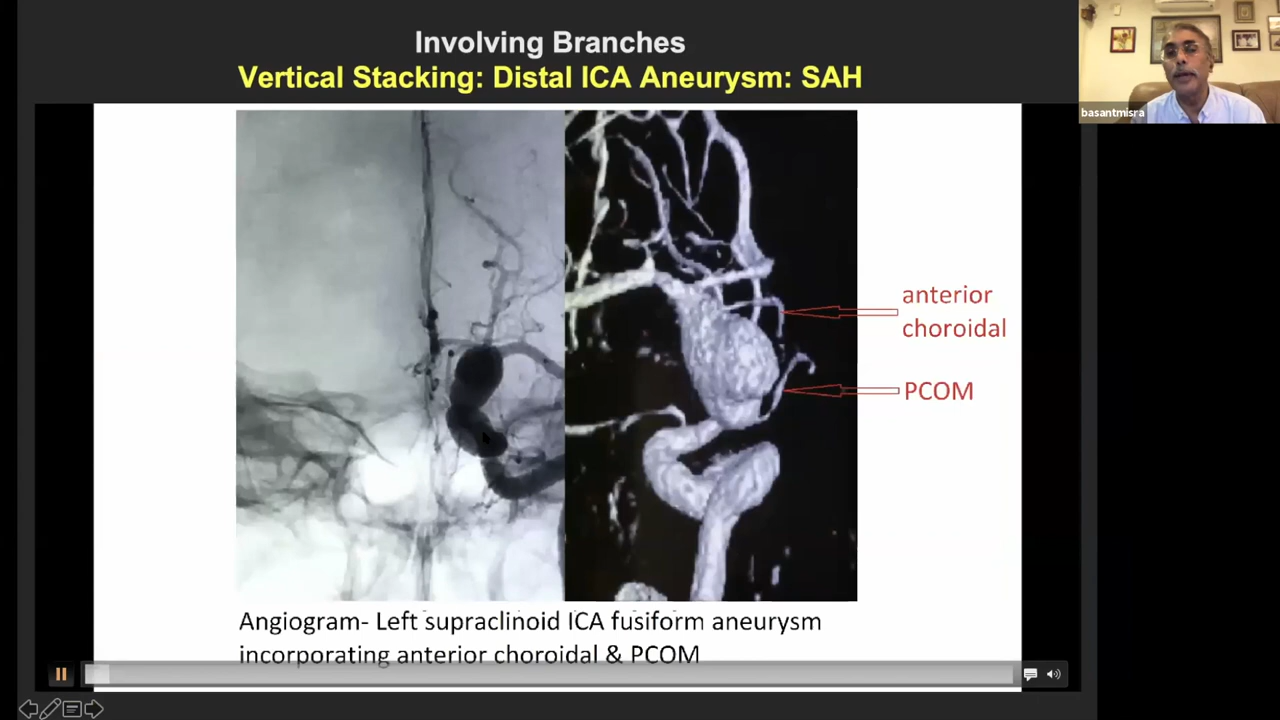 Involving Branches
Vertical Stacking: Distal ICA Aneurysm: SAH
basantmisra
anterior
choroidal
PCOM
Angiogram- Left supraclinoid ICA fusiform aneurysm
incorporating anterior choroidal & PCOM